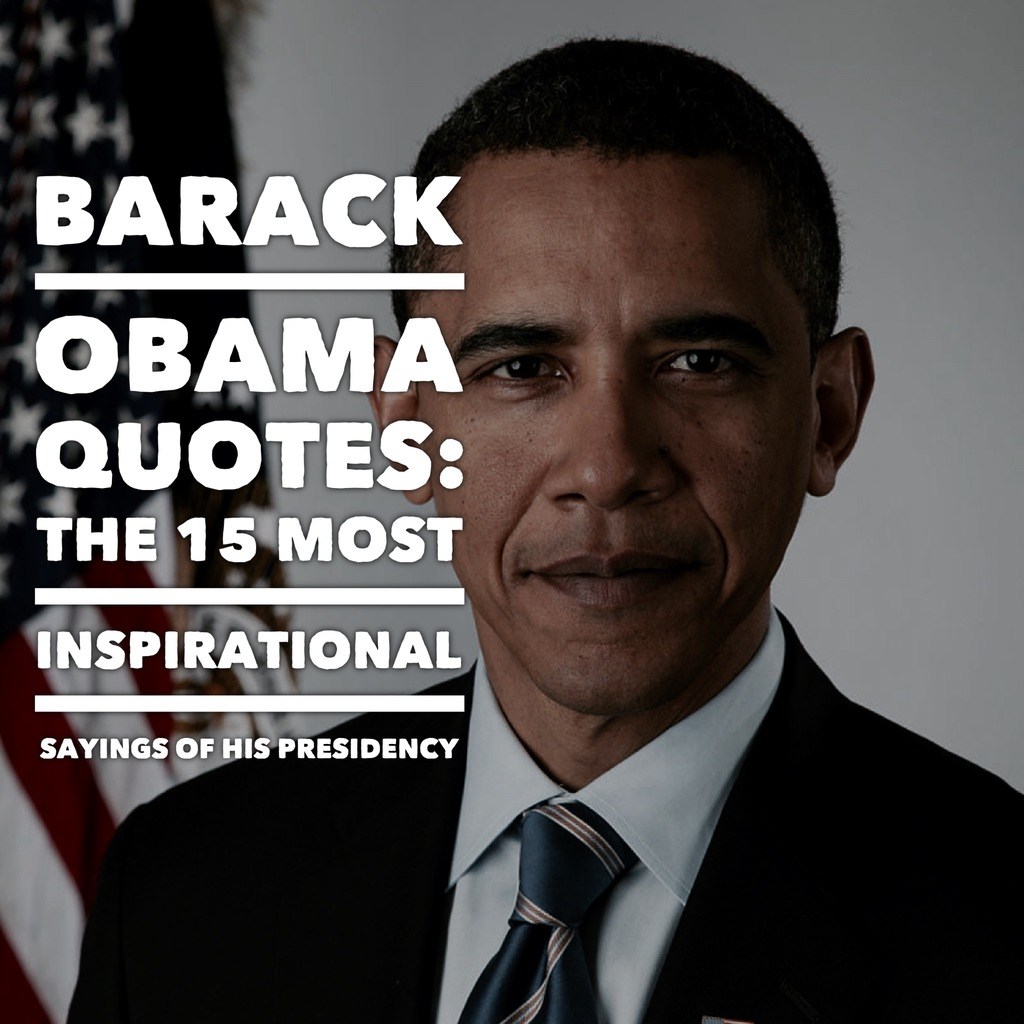 BARACK
OBAMA
QUOTES:
THE 15 MOST
INSPIRATIONAL
SAYINGS OF HIS PRESIDENCY